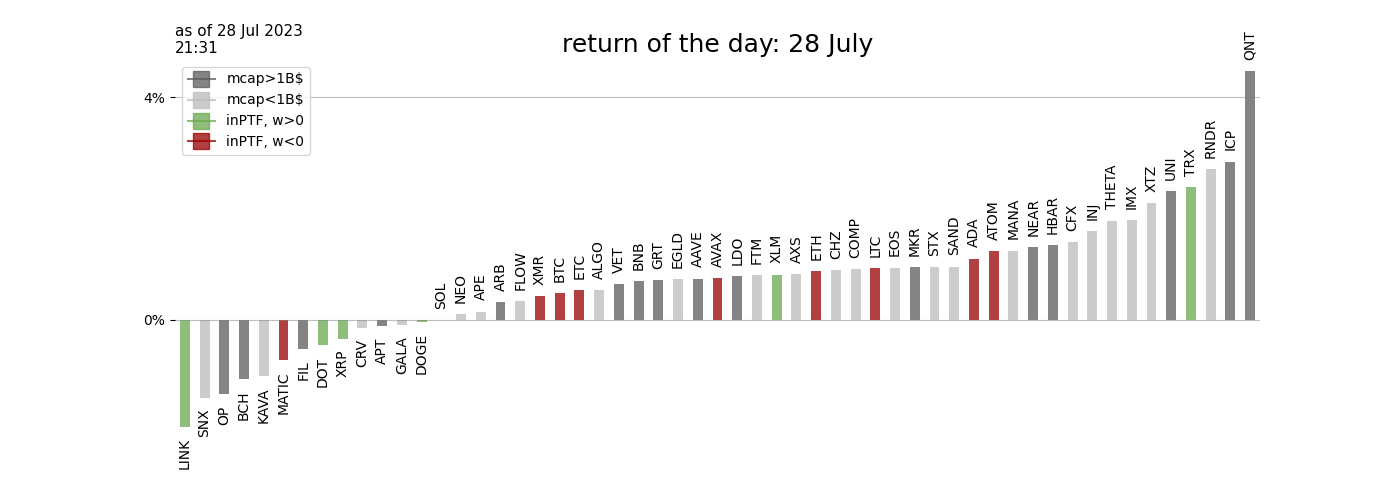 as of 28 Jul 2023
21:31
return of the day: 28 July
mcap>1B$
mcap<1B$
inPTF, w>0
inPTF, w<0
4%
0%
LINK
SNX
OP
BCH
KAVA
MATIC
FIL
DOT
XRP
CRV
APT
GALA
DOGE
SOL
NEO
APE
ARB
FLOW
XMR
BTC
ETC
ALGO
VET
BNB
GRT
EGLD
AAVE
AVAX
LDO
FTM
XLM
AXS
ETH
CHZ
COMP
LTC
EOS
MKR
STX
SAND
ADA
ATOM
MANA
NEAR
HBAR
CFX
INJ
THETA
IMX
XTZ
UNI
TRX
RNDR
ICP
QNT